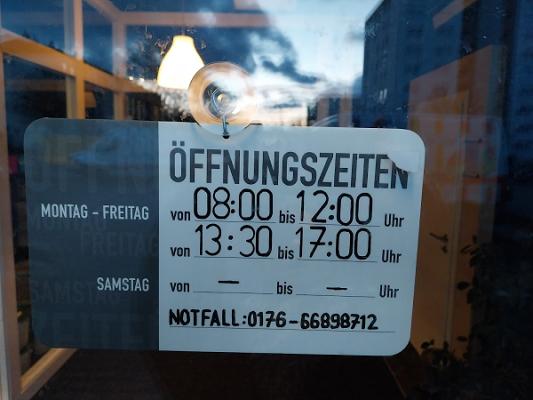 ÖFFNUNGSZEITEN
MONTAG - FREITAG von 08:00 bis 12:00 Uhr
von 13:30 bis 17:00 Uhr
SAMSTAG von — bis — Uhr
NOTFALL: 0176-66898712